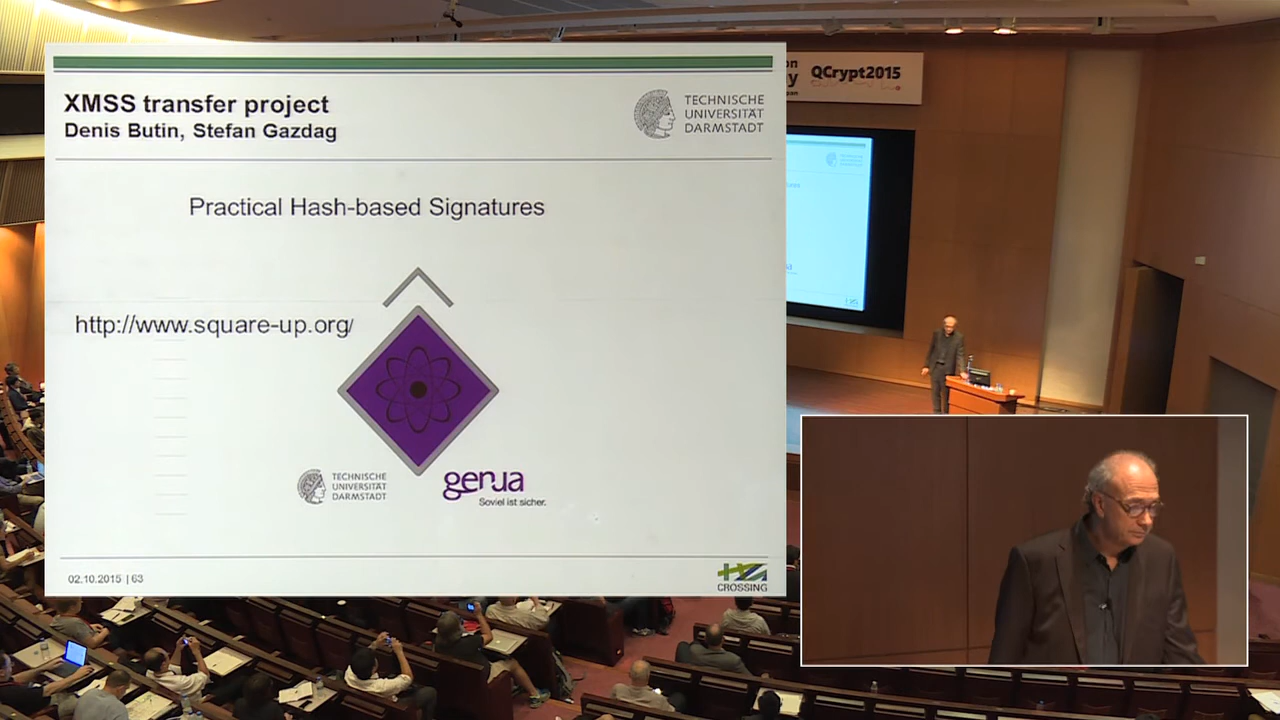 XMSS transfer project
Denis Butin, Stefan Gazdag
TECHNISCHE
UNIVERSITÄT
DARMSTADT
Practical Hash-based Signatures
http://www.square-up.org/
TECHNISCHE
UNIVERSITÄT
DARMSTADT
genua
Soviel ist sicher.
02.10.2015 | 63
CROSSING
QCrypt2015